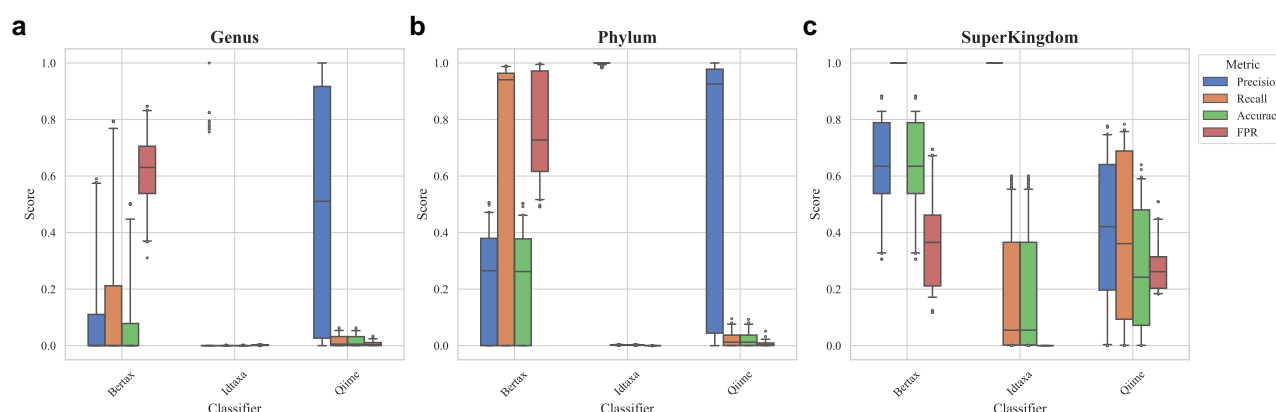 a
Genus
Score
1.0
0.8
0.6
0.4
0.2
0.0
Bertax
Idtaxa
Qiime
Classifier
b
Phylum
Score
1.0
0.8
0.6
0.4
0.2
0.0
Bertax
Idtaxa
Qiime
Classifier
c
SuperKingdom
Score
1.0
0.8
0.6
0.4
0.2
0.0
Bertax
Idtaxa
Qiime
Classifier
Metric
Precision
Recall
Accurac
FPR